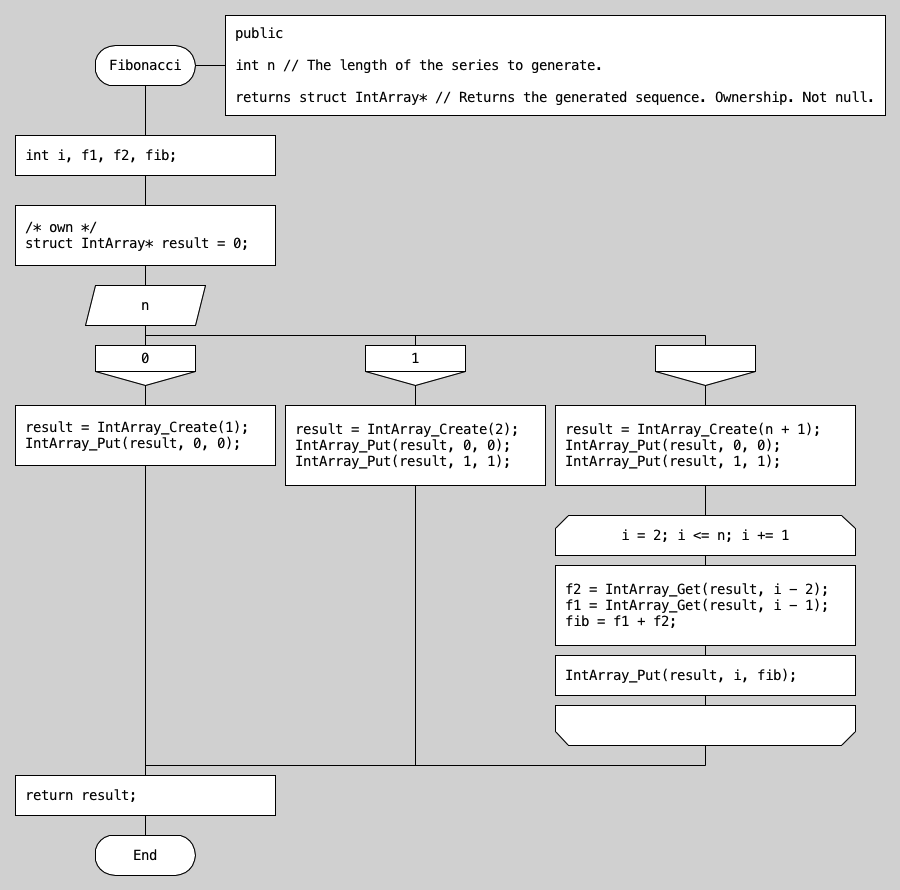 Fibonacci
public
int n // The length of the series to generate.
returns struct IntArray* // Returns the generated sequence. Ownership. Not null.
int i, f1, f2, fib;
/* own */
struct IntArray* result = 0;
n
0
1
result = IntArray_Create(1);
IntArray_Put(result, 0, 0);
result = IntArray_Create(2);
IntArray_Put(result, 0, 0);
IntArray_Put(result, 1, 1);
result = IntArray_Create(n + 1);
IntArray_Put(result, 0, 0);
IntArray_Put(result, 1, 1);
i = 2; i <= n; i += 1
f2 = IntArray_Get(result, i − 2);
f1 = IntArray_Get(result, i − 1);
fib = f1 + f2;
IntArray_Put(result, i, fib);
return result;
End